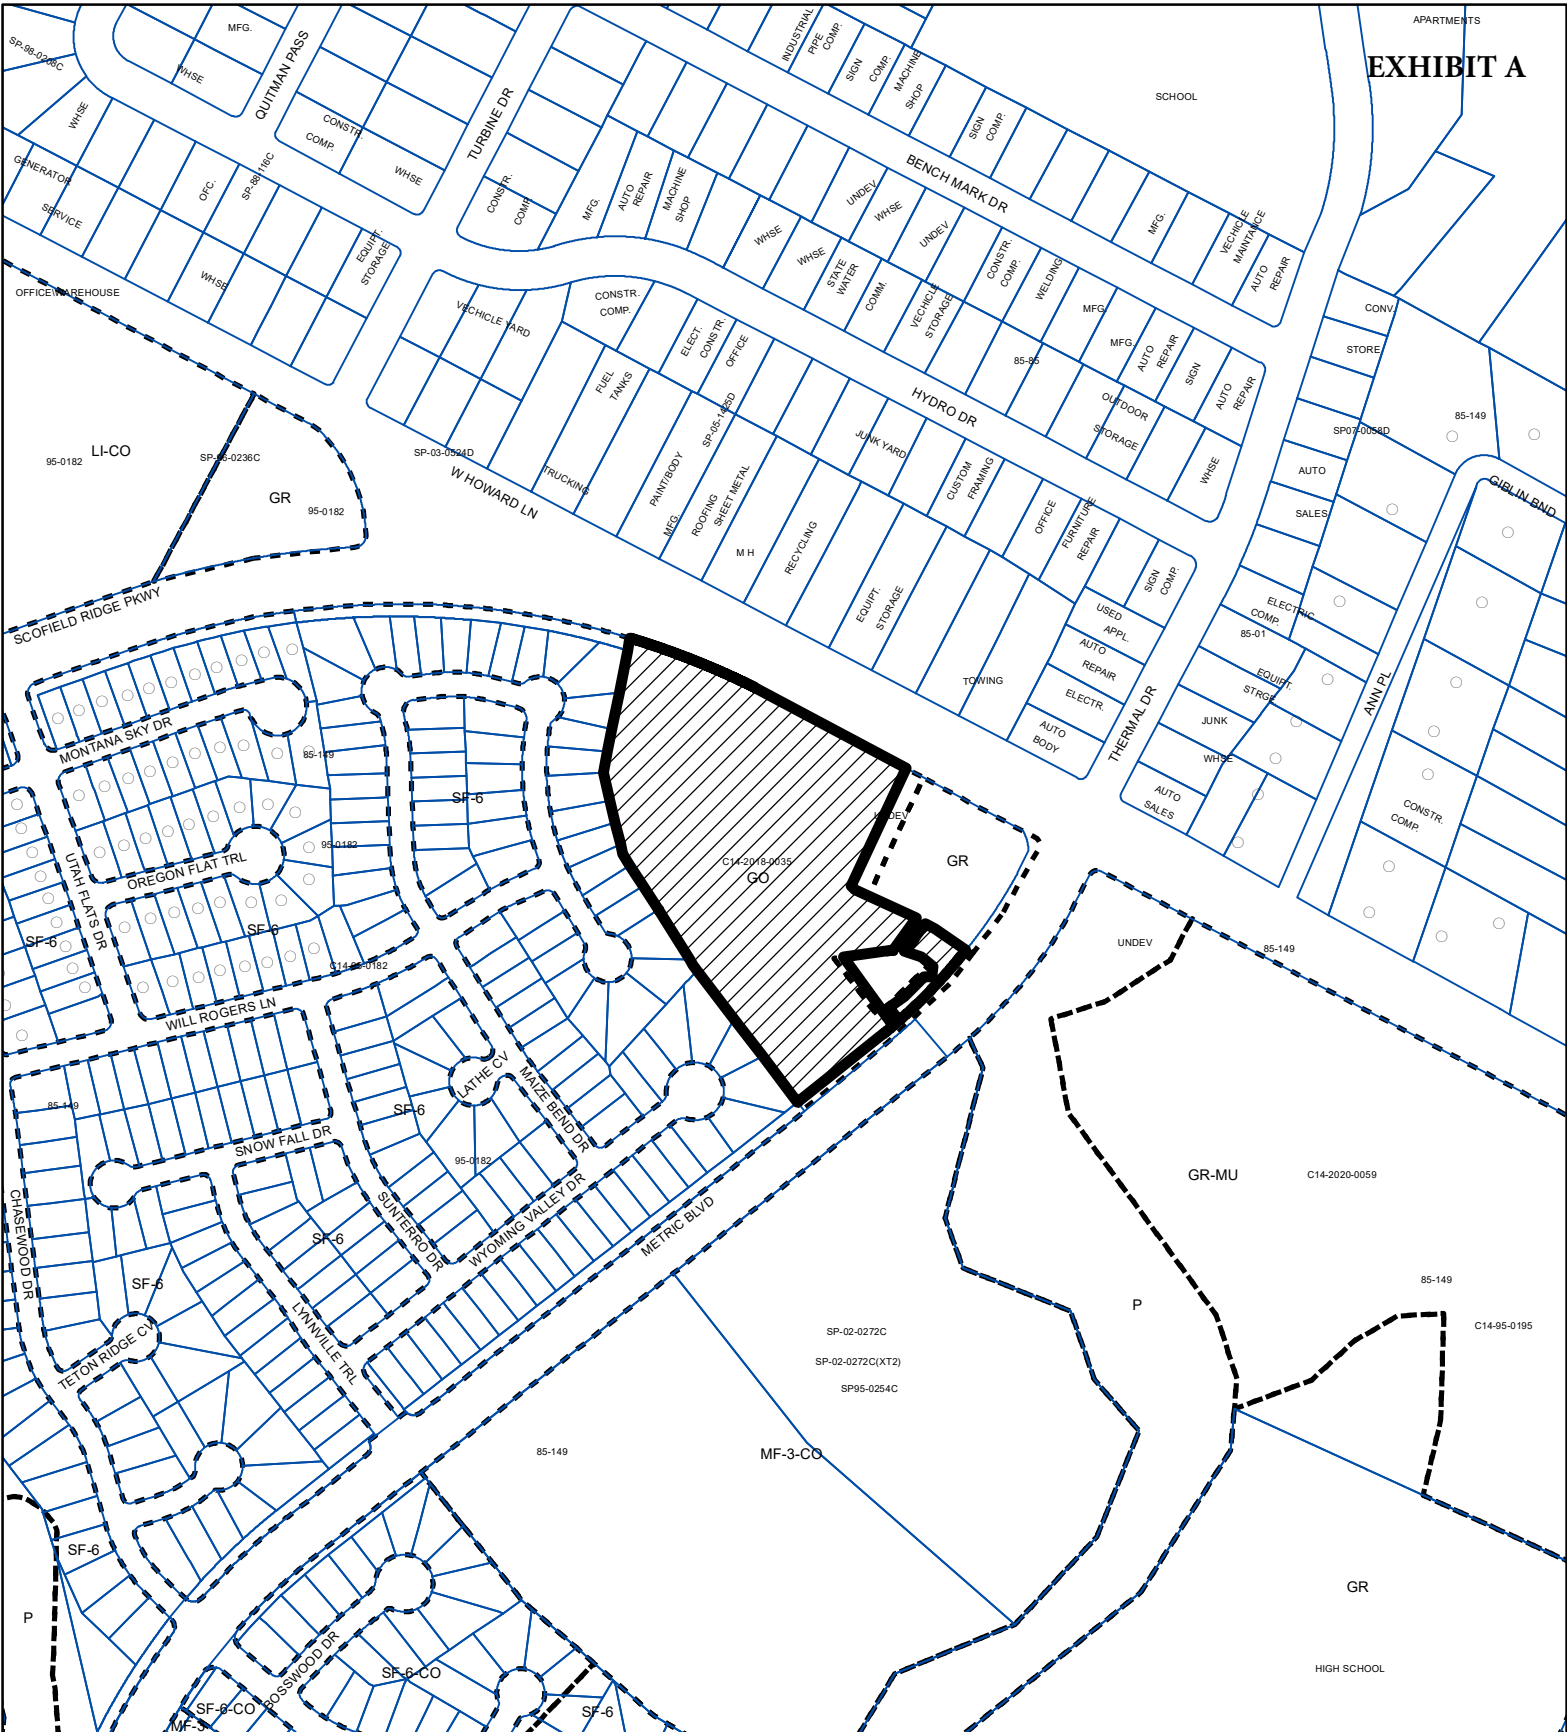 APARTMENTS
EXHIBIT A
SCHOOL
MFG.
SP-98-0208C
WHSE
QUITMAN PASS
WHSE
CONSTR.
COMP.
WHSE
TURBINE DR
CONSTR.
COMP.
MFG.
AUTO
REPAIR
MACHINE
SHOP
INDUSTRIAL
PIPE
COMP.
SIGN
COMP.
MACHINE
SHOP
SIGN
COMP.
BENCH MARK DR
GENERATOR
SERVICE
OFC.
SP-88-116C
WHSE
EQUIPT.
STORAGE
OFFICE\WAREHOUSE
VECHICLE YARD
CONSTR.
COMP.
WHSE
WHSE
UNDEV
WHSE
UNDEV
STATE
WATER
COMM.
VECHICLE
STORAGE
CONSTR.
COMP.
WELDING
MFG.
MFG.
VECHICLE
MAINTANCE
AUTO
REPAIR
MFG.
AUTO
REPAIR
SIGN
AUTO
REPAIR
85-85
OUTDOOR
STORAGE
WHSE
CONV.
STORE
85-149
SP07-0058D
AUTO
SALES
GIBLIN BND
HYDRO DR
ELECT.
CONSTR.
OFFICE
FUEL
TANKS
SP-05-1425D
JUNK YARD
CUSTOM
FRAMING
OFFICE
FURNITURE
REPAIR
SIGN
COMP.
LI-CO
95-0182
SP-96-0236C
GR
95-0182
SP-03-0524D
W HOWARD LN
TRUCKING
PAINT/BODY
MFG.
ROOFING
SHEET METAL
M H
RECYCLING
EQUIPT.
STORAGE
TOWING
USED
APPL.
AUTO
REPAIR
ELECTR.
AUTO
BODY
THERMAL DR
ELECTRIC
COMP.
85-01
EQUIPT.
STRGE
JUNK
WHSE
AUTO
SALES
ANN PL
CONSTR.
COMP.
SCOFIELD RIDGE PKWY
MONTANA SKY DR
85-149
SF-6
95-0182
UTAH FLATS DR
OREGON FLAT TRL
SF-6
SF-6
C14-95-0182
WILL ROGERS LN
UNDEV
C14-2018-0035
GO
GR
UNDEV
85-149
LATHE CV
MAIZE BEND DR
85-149
SF-6
SNOW FALL DR
95-0182
CHASEWOOD DR
SUNTERRO DR
WYOMING VALLEY DR
METRIC BLVD
SF-6
SF-6
LYNNVILLE TRL
TETON RIDGE CV
GR-MU
C14-2020-0059
85-149
P
C14-95-0195
SP-02-0272C
SP-02-0272C(XT2)
SP95-0254C
85-149
MF-3-CO
SF-6
P
GR
HIGH SCHOOL
BOSSWOOD DR
SF-6-CO
SF-6-CO
MF-3
SF-6